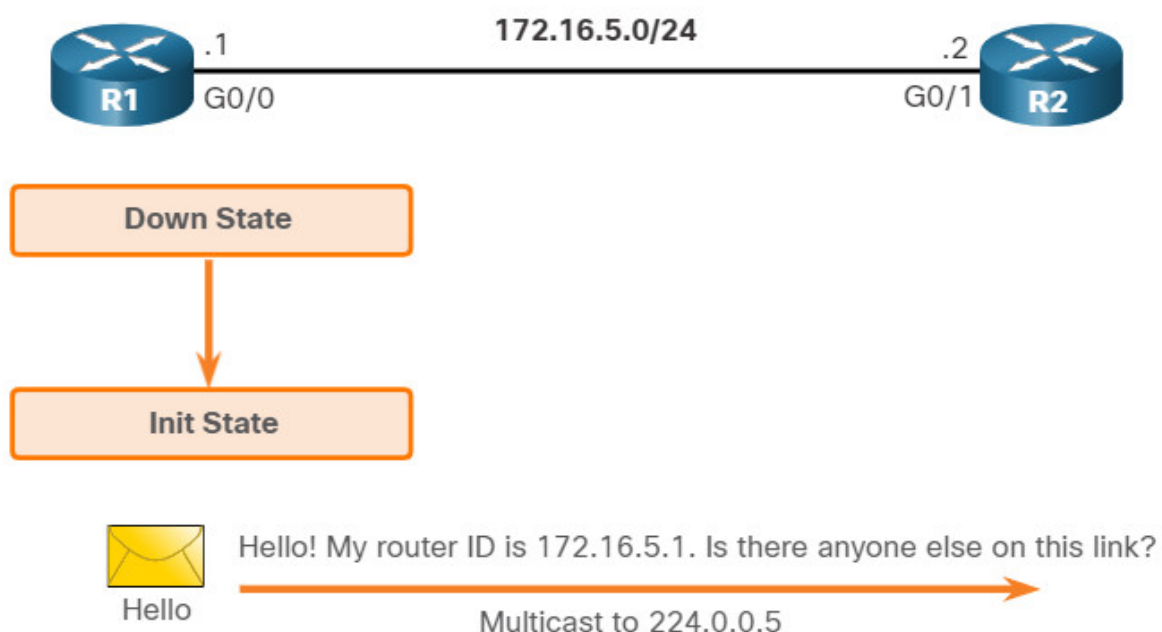 172.16.5.0/24
.1
.2
R1
G0/0
G0/1
R2
Down State
Init State
Hello! My router ID is 172.16.5.1. Is there anyone else on this link?
Hello
Multicast to 224.0.0.5